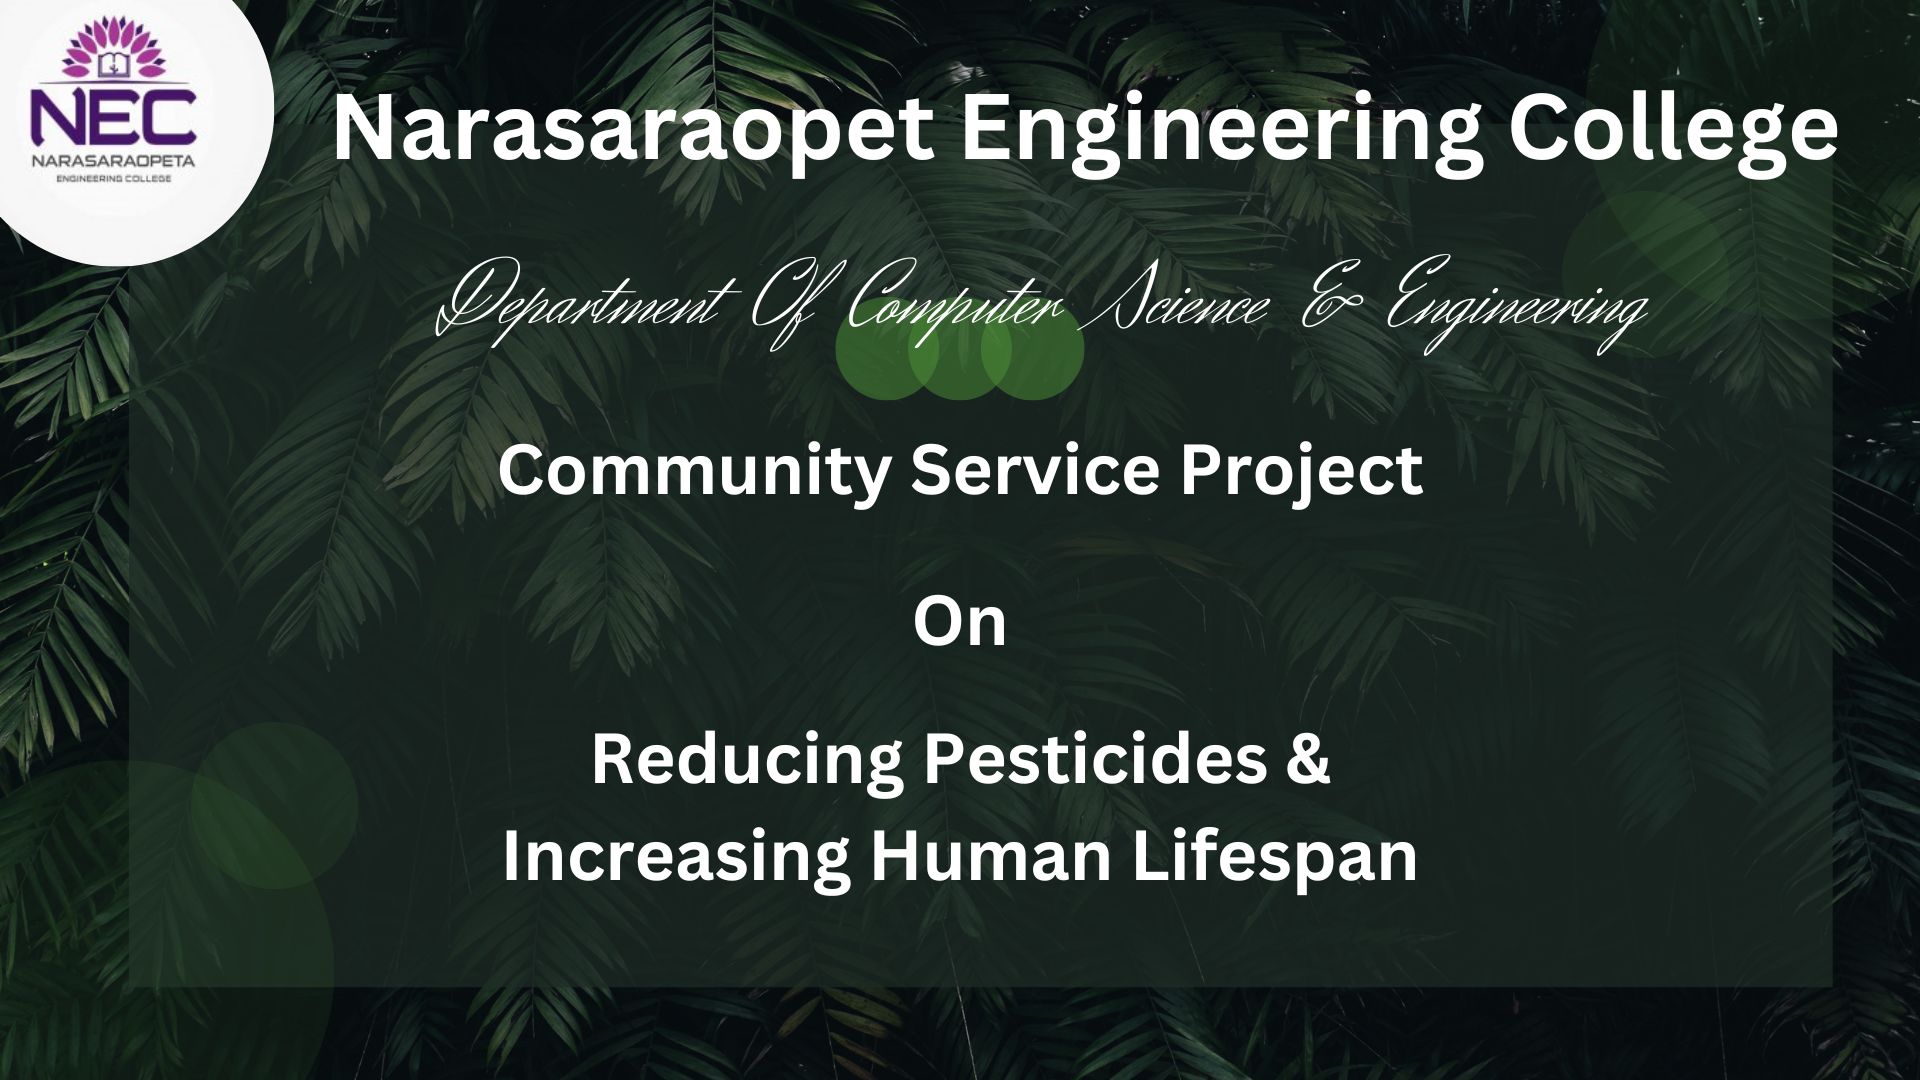 NEC
NARASARAOPETA
ENGINEERING COLLEGE
Narasaraopet Engineering College
Department Of Computer Science & Engineering
Community Service Project
On
Reducing Pesticides &
Increasing Human Lifespan